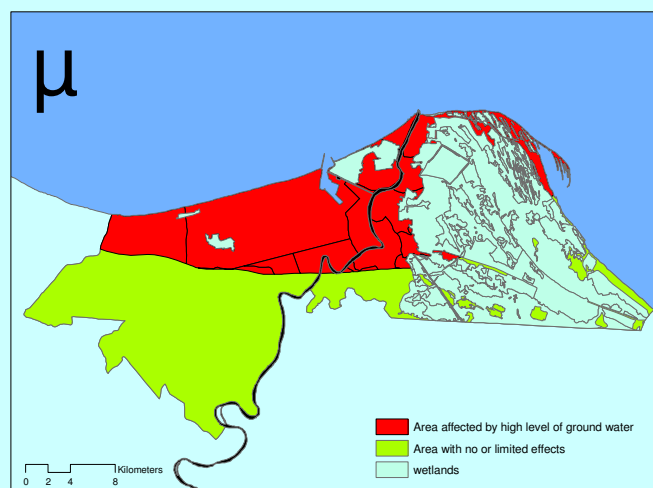 µ
Area affected by high level of ground water
Area with no or limited effects
wetlands
Kilometers
0 2 4 8